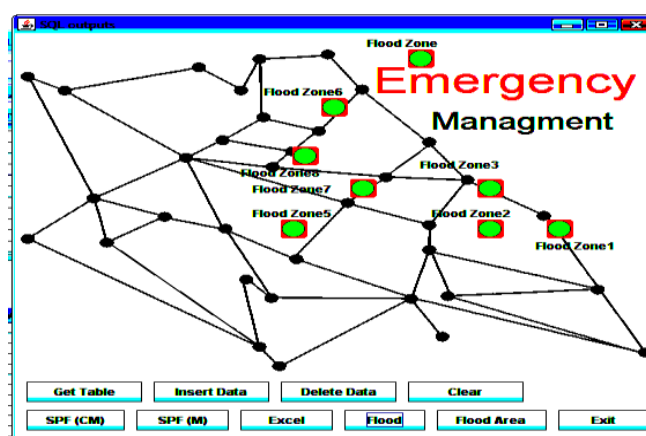 SQL outputs
Flood Zone
Emergency
Managment
Flood Zone6
Flood Zone8
Flood Zone3
Flood Zone7
Flood Zone5
Flood Zone2
Flood Zone1
Get Table
Insert Data
Delete Data
Clear
SPF (CM)
SPF (M)
Excel
Flood
Flood Area
Exit